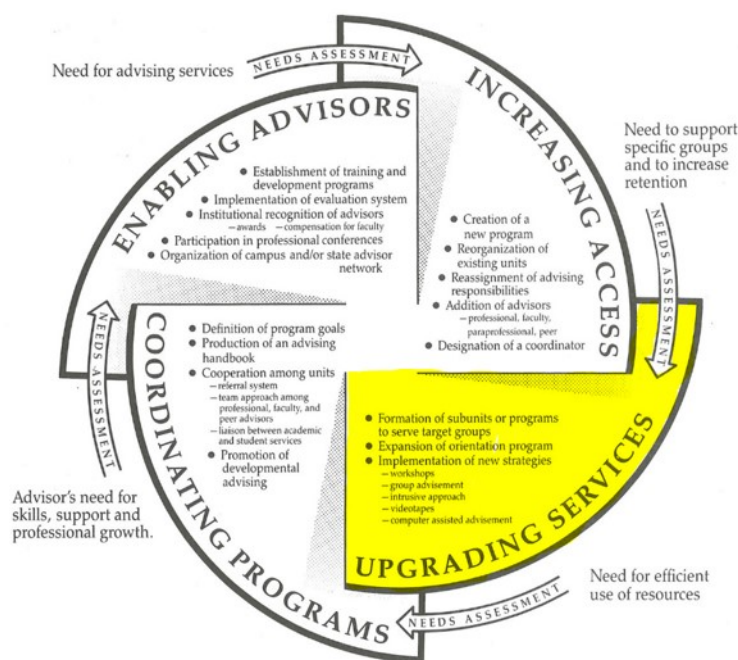 Need for advising services
NEEDS ASSESSMENT
ENABLING ADVISORS
● Establishment of training and
development programs
● Implementation of evaluation system
● Institutional recognition of advisors
—awards —compensation for faculty
● Participation in professional conferences
● Organization of campus and/or state advisor
network
INCREASING ACCESS
● Creation of a
new program
● Reorganization of
existing units
● Reassignment of advising
responsibilities
● Addition of advisors
—professional, faculty,
paraprofessional, peer
● Designation of a coordinator
Need to support
specific groups
and to increase
retention
NEEDS ASSESSMENT
UPGRADING SERVICES
● Formation of subunits or programs
to serve target groups
● Expansion of orientation program
● Implementation of new strategies
—workshops
—group advisement
—intrusive approach
—videotapes
—computer assisted advisement
Need for efficient
use of resources
NEEDS ASSESSMENT
COORDINATING PROGRAMS
● Definition of program goals
● Production of an advising
handbook
● Cooperation among units
—referral system
—team approach among
professional, faculty, and
peer advisors
—liaison between academic
and student services
● Promotion of
developmental
advising
Advisor's need for
skills, support and
professional growth.
NEEDS ASSESSMENT